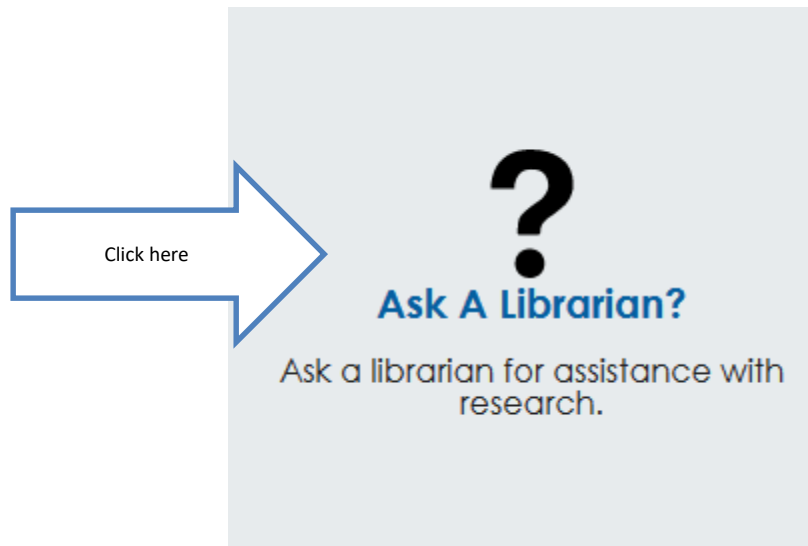 ?
Click here
Ask A Librarian?
Ask a librarian for assistance with
research.